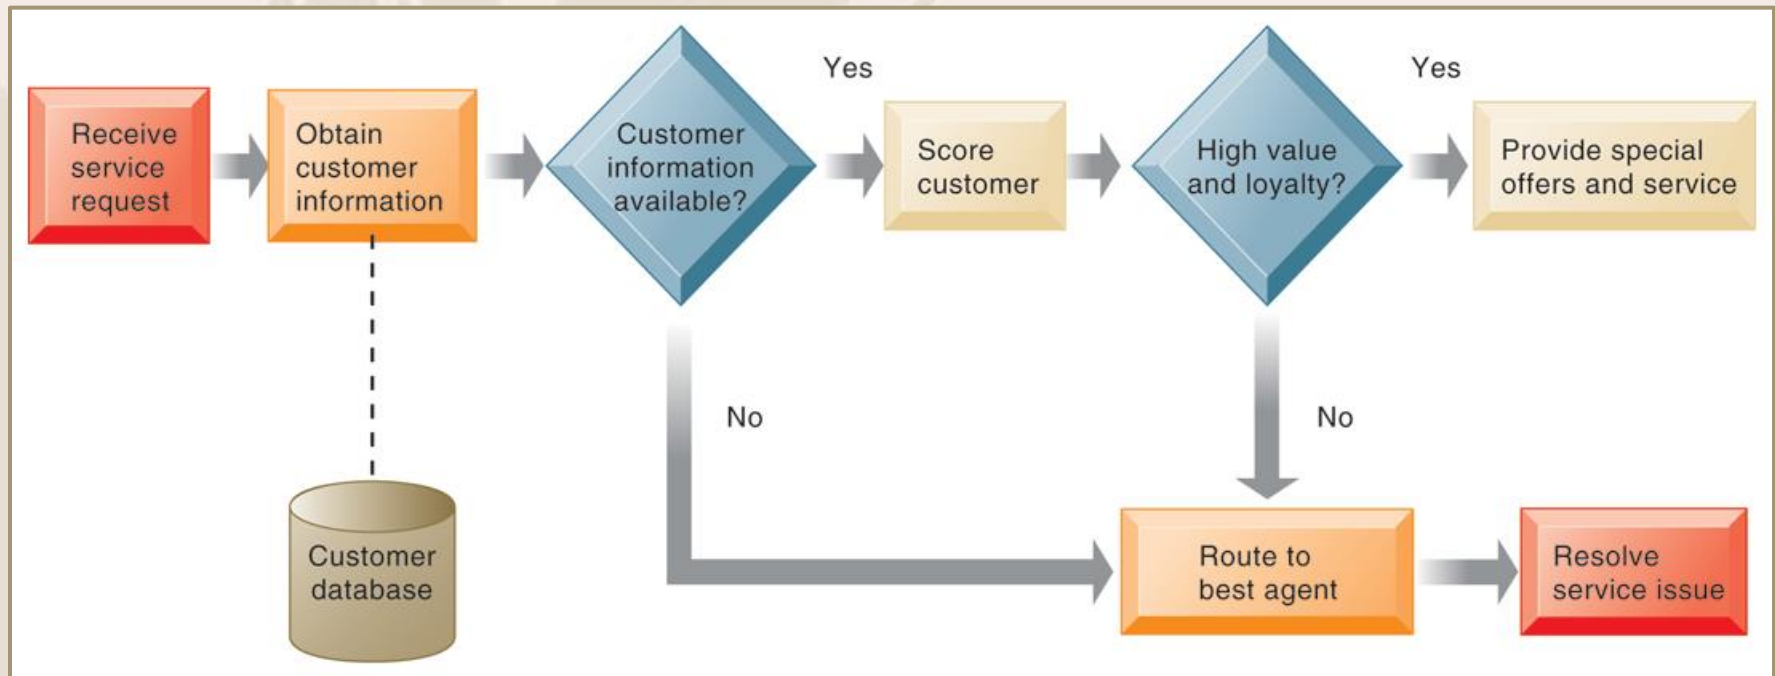 Receive
service
request
Obtain
customer
information
Customer
information
available?
Yes
Score
customer
High value
and loyalty?
Yes
Provide special
offers and service
No
No
Customer
database
Route to
best agent
Resolve
service issue